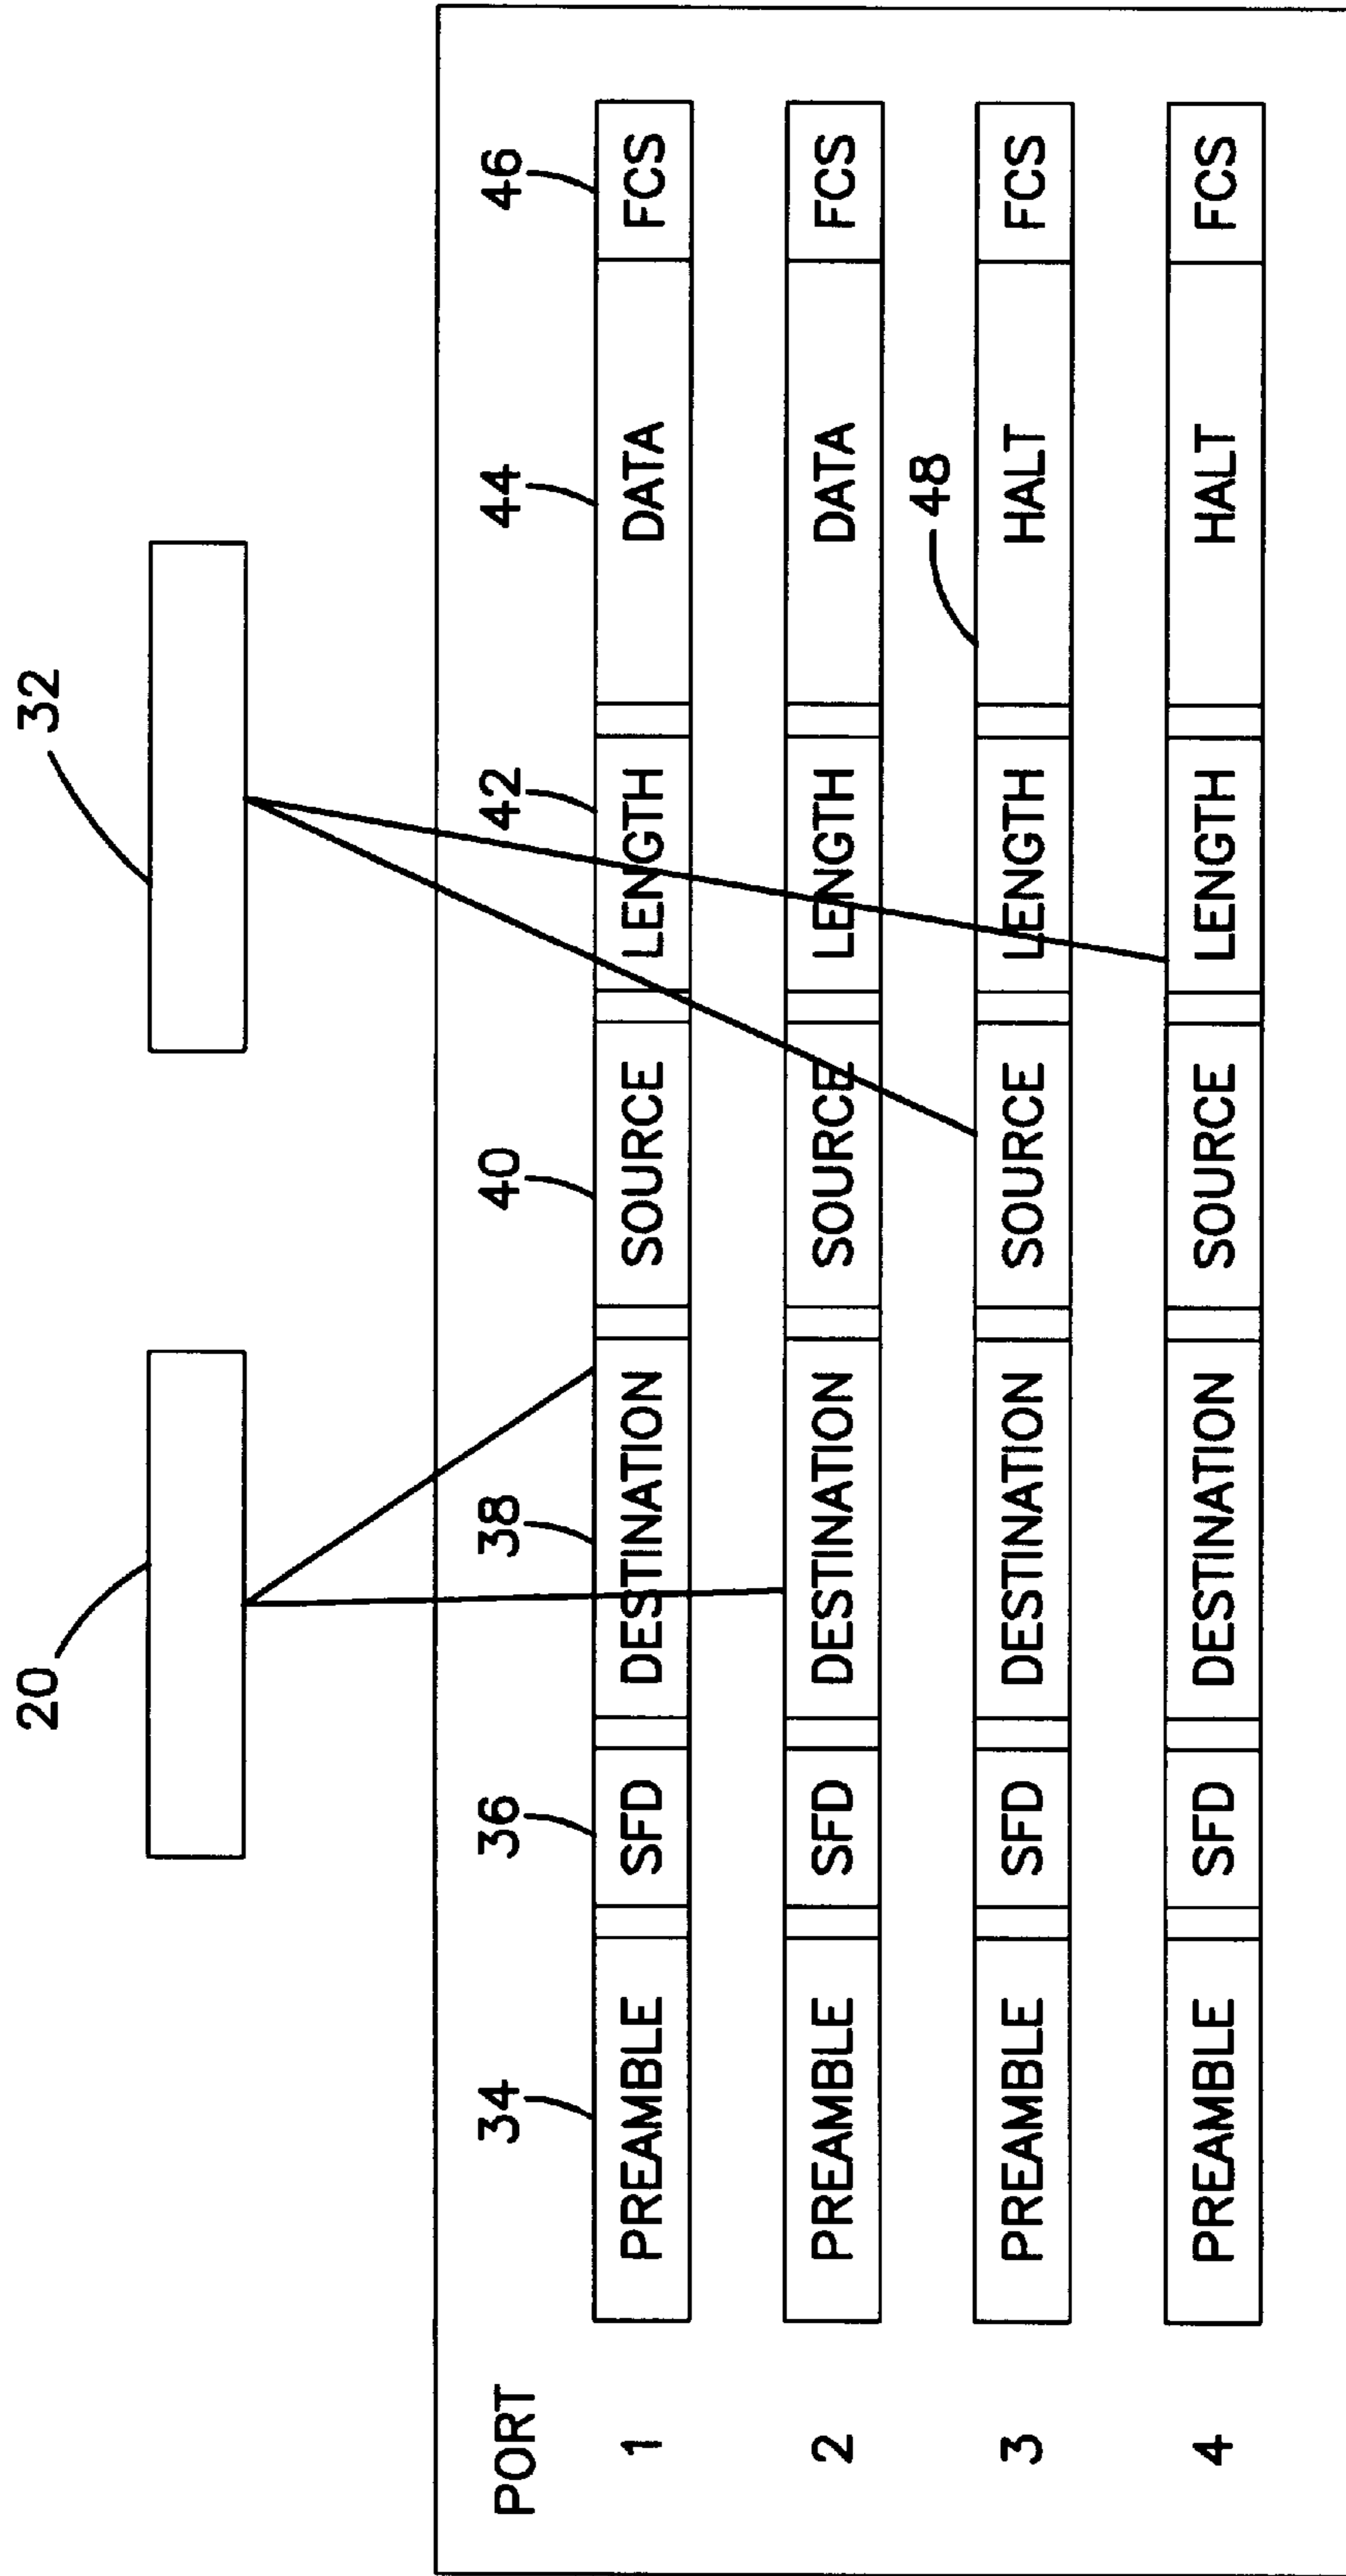 20 32
PORT 34 36 38 40 42 44 46
1 PREAMBLE SFD DESTINATION SOURCE LENGTH DATA FCS
2 PREAMBLE SFD DESTINATION SOURCE LENGTH DATA FCS
48
3 PREAMBLE SFD DESTINATION SOURCE LENGTH HALT FCS
4 PREAMBLE SFD DESTINATION SOURCE LENGTH HALT FCS